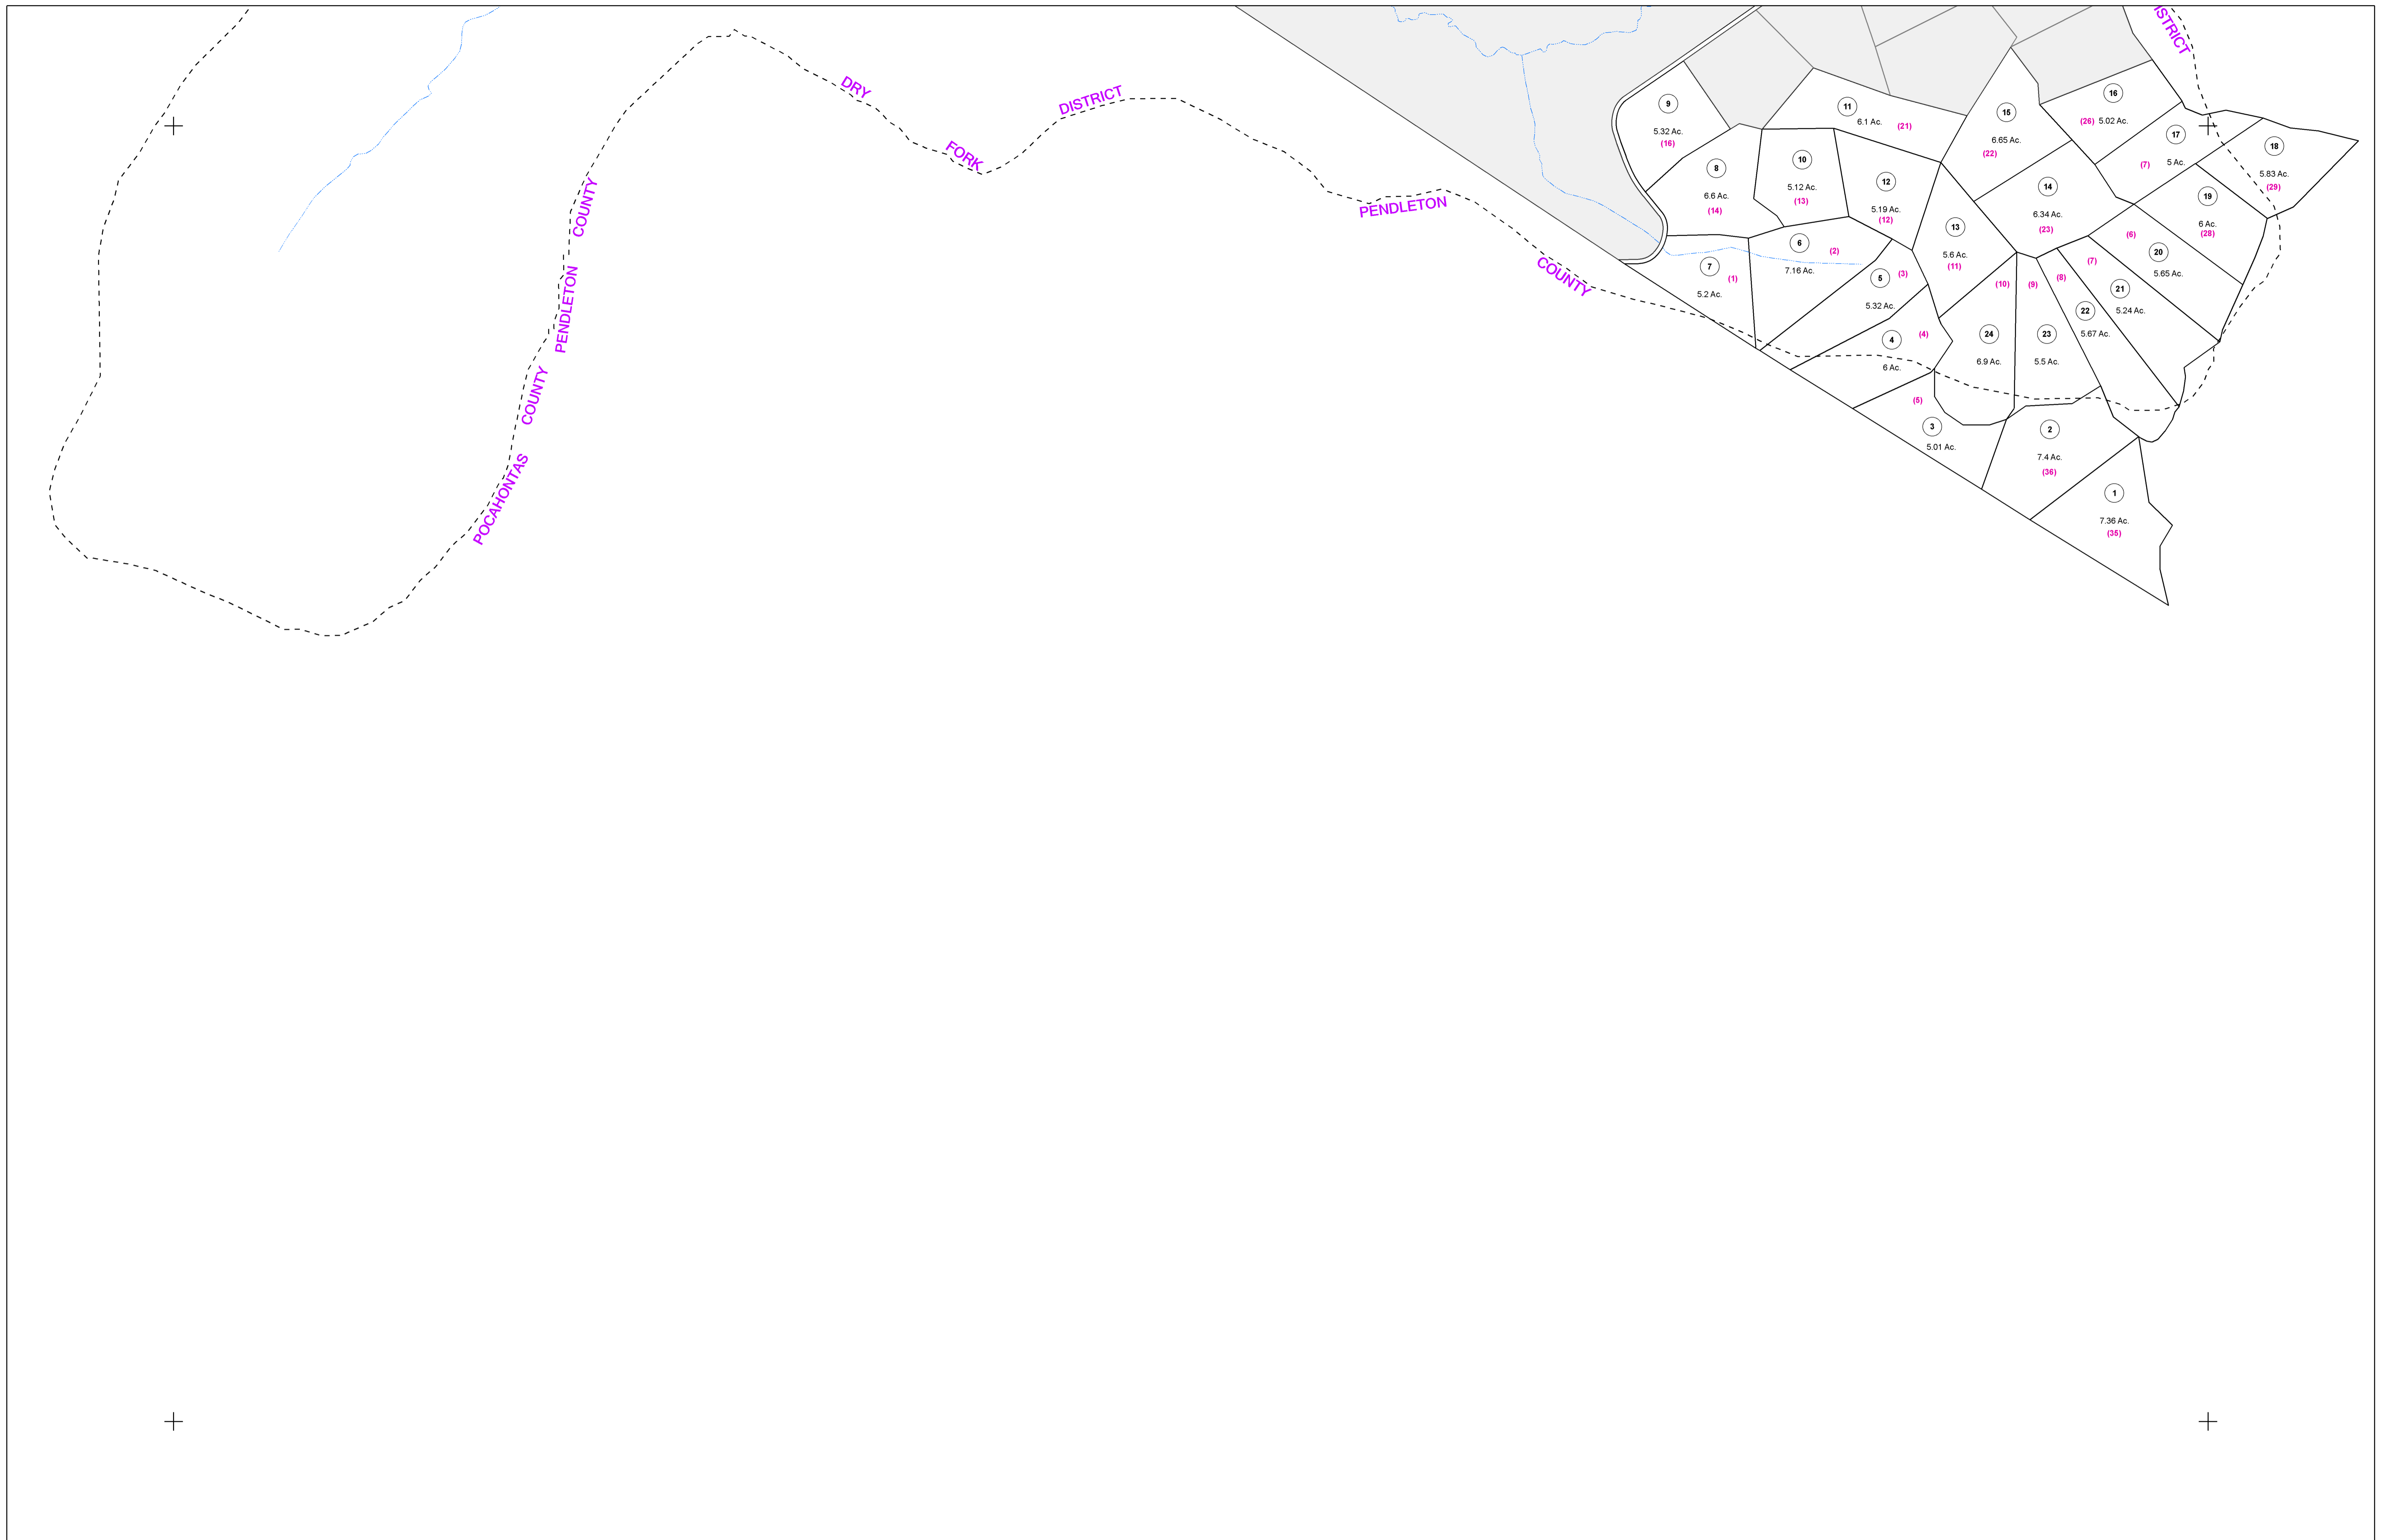 DRY
FORK
DISTRICT
PENDLETON
COUNTY
POCAHONTAS
COUNTY
PENDLETON
COUNTY
ISTRICT
9
5.32 Ac.
(16)
11
6.1 Ac.
(21)
15
6.65 Ac.
(22)
16
(26) 5.02 Ac.
17
(7) 5 Ac.
18
5.83 Ac.
(29)
8
6.6 Ac.
(14)
10
5.12 Ac.
(13)
12
5.19 Ac.
(12)
14
6.34 Ac.
(23)
19
6 Ac.
(28)
13
5.6 Ac.
(11)
6
(2)
7.16 Ac.
7
(1)
5.2 Ac.
5
(3)
5.32 Ac.
(6)
20
5.65 Ac.
(7)
21
5.24 Ac.
(8)
22
5.67 Ac.
(9)
23
5.5 Ac.
(10)
24
6.9 Ac.
4
(4)
6 Ac.
(5)
3
5.01 Ac.
2
7.4 Ac.
(36)
1
7.36 Ac.
(35)